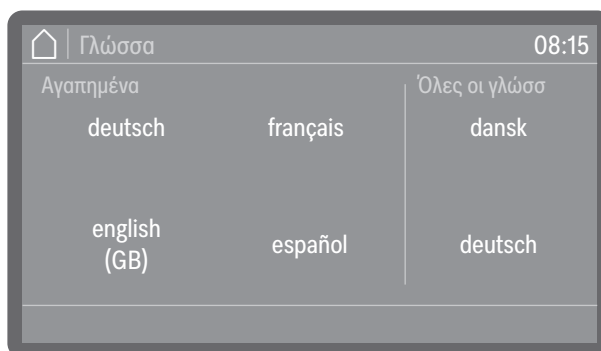 Γλώσσα 08:15
Αγαπημένα Όλες οι γλώσσ
deutsch français dansk
english
(GB) español deutsch